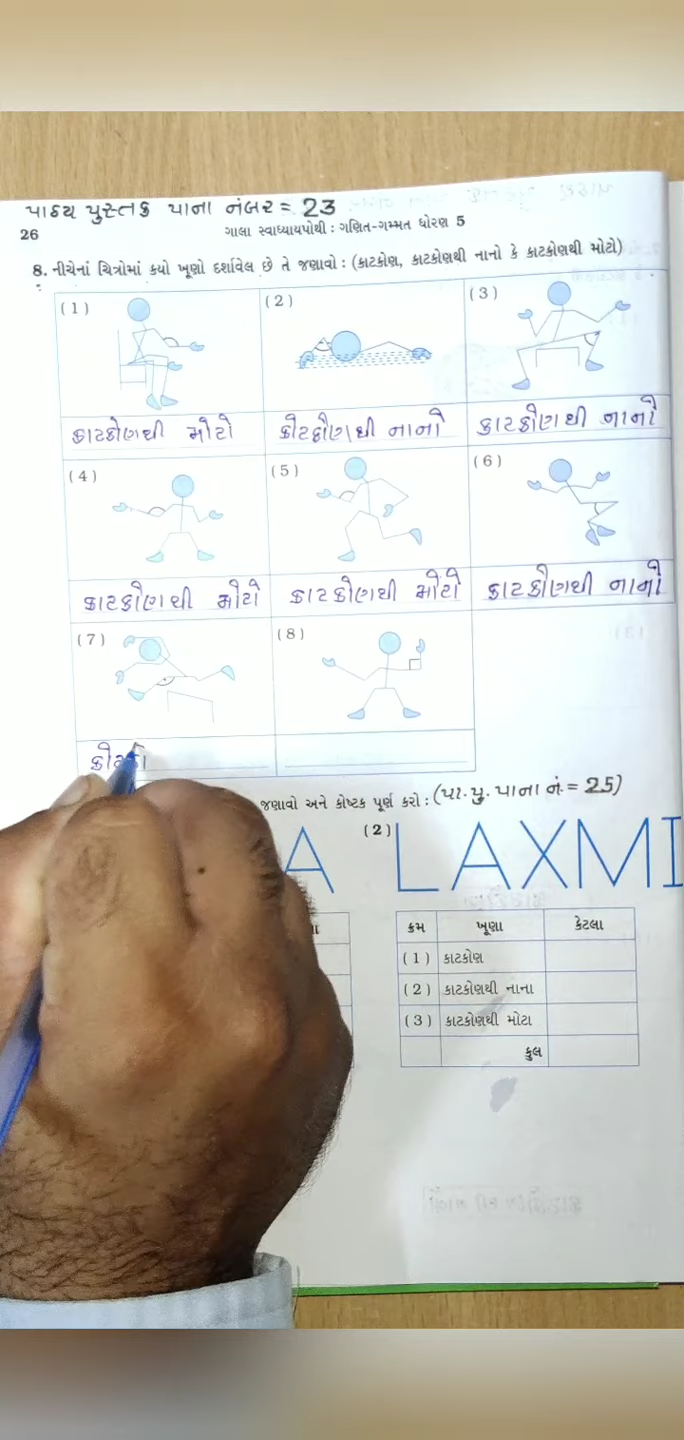 પાઠ્ય પુસ્તક પાના નંબર = 23
26
ગાલા સ્વાધ્યાયપોથી : ગણિત-ગમ્મત ધોરણ 5
8. નીચેનાં ચિત્રોમાં કયો ખૂણો દર્શાવેલ છે તે જણાવો : (કાટકોણ, કાટકોણથી નાનો કે કાટકોણથી મોટો)
(1) (2) (3)
કાટકોણથી મોટો કોટકોણથી નાનો કાટકોણથી નાનો
(4) (5) (6)
કાટકોણથી મોટો કાટકોણથી મોટો કાટકોણથી નાનો
(7) (8)
જણાવો અને કોષ્ટક પૂર્ણ કરો : (પા.પુ. પાના નં. = 25)
A (2) LAXMI
ક્રમ ખૂણા કેટલા
(1) કાટકોણ
(2) કાટકોણથી નાના
(3) કાટકોણથી મોટા
કુલ